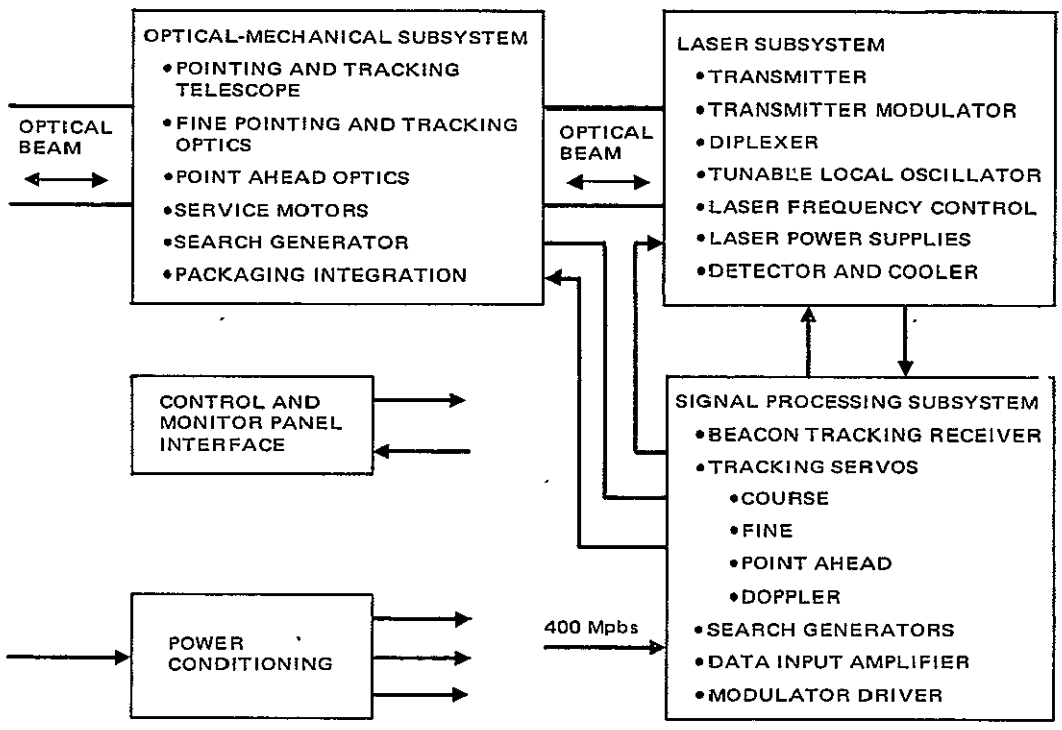 OPTICAL-MECHANICAL SUBSYSTEM
•POINTING AND TRACKING
TELESCOPE
•FINE POINTING AND TRACKING
OPTICS
•POINT AHEAD OPTICS
•SERVICE MOTORS
•SEARCH GENERATOR
•PACKAGING INTEGRATION
OPTICAL
BEAM
OPTICAL
BEAM
LASER SUBSYSTEM
•TRANSMITTER
•TRANSMITTER MODULATOR
•DIPLEXER
•TUNABLE LOCAL OSCILLATOR
•LASER FREQUENCY CONTROL
•LASER POWER SUPPLIES
•DETECTOR AND COOLER
CONTROL AND
MONITOR PANEL
INTERFACE
SIGNAL PROCESSING SUBSYSTEM
•BEACON TRACKING RECEIVER
•TRACKING SERVOS
•COURSE
•FINE
•POINT AHEAD
•DOPPLER
•SEARCH GENERATORS
•DATA INPUT AMPLIFIER
•MODULATOR DRIVER
POWER
CONDITIONING
400 Mpbs